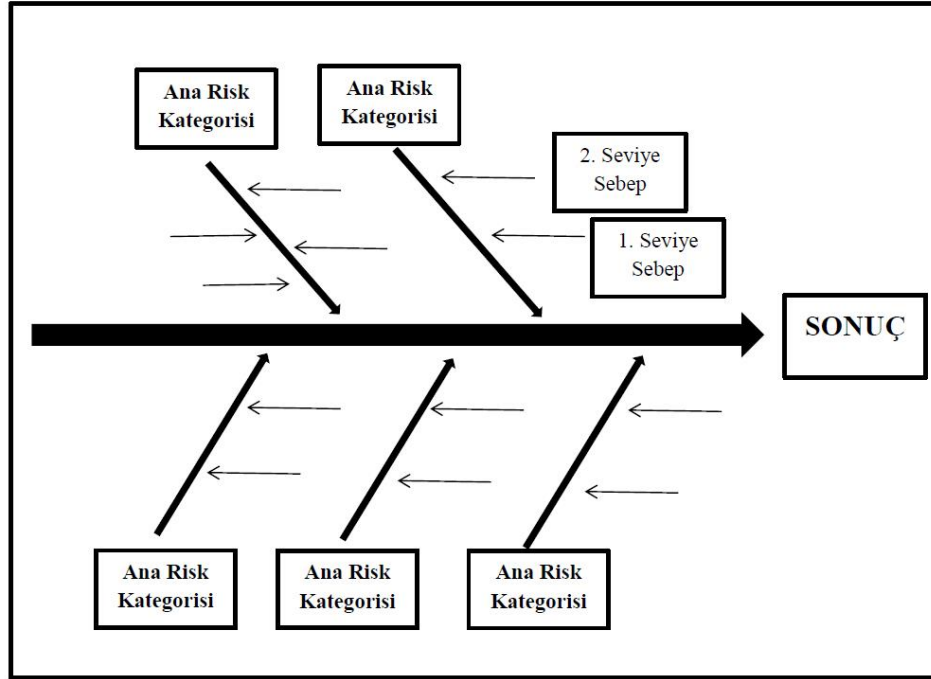 Ana Risk
Kategorisi
Ana Risk
Kategorisi
2. Seviye
Sebep
1. Seviye
Sebep
SONUÇ
Ana Risk
Kategorisi
Ana Risk
Kategorisi
Ana Risk
Kategorisi